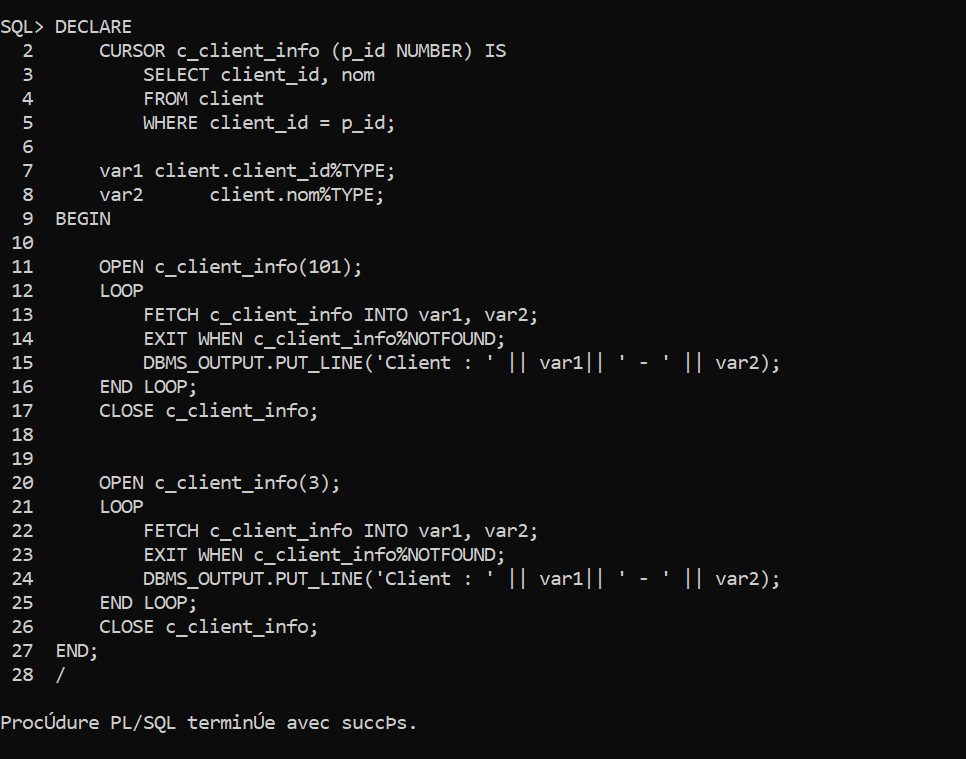 SQL> DECLARE
  2      CURSOR c_client_info (p_id NUMBER) IS
  3          SELECT client_id, nom
  4          FROM client
  5          WHERE client_id = p_id;
  6
  7      var1 client.client_id%TYPE;
  8      var2      client.nom%TYPE;
  9  BEGIN
 10
 11      OPEN c_client_info(101);
 12      LOOP
 13          FETCH c_client_info INTO var1, var2;
 14          EXIT WHEN c_client_info%NOTFOUND;
 15          DBMS_OUTPUT.PUT_LINE('Client : ' || var1|| ' - ' || var2);
 16      END LOOP;
 17      CLOSE c_client_info;
 18
 19
 20      OPEN c_client_info(3);
 21      LOOP
 22          FETCH c_client_info INTO var1, var2;
 23          EXIT WHEN c_client_info%NOTFOUND;
 24          DBMS_OUTPUT.PUT_LINE('Client : ' || var1|| ' - ' || var2);
 25      END LOOP;
 26      CLOSE c_client_info;
 27  END;
 28  /
ProcÚdure PL/SQL terminÚe avec succÞs.